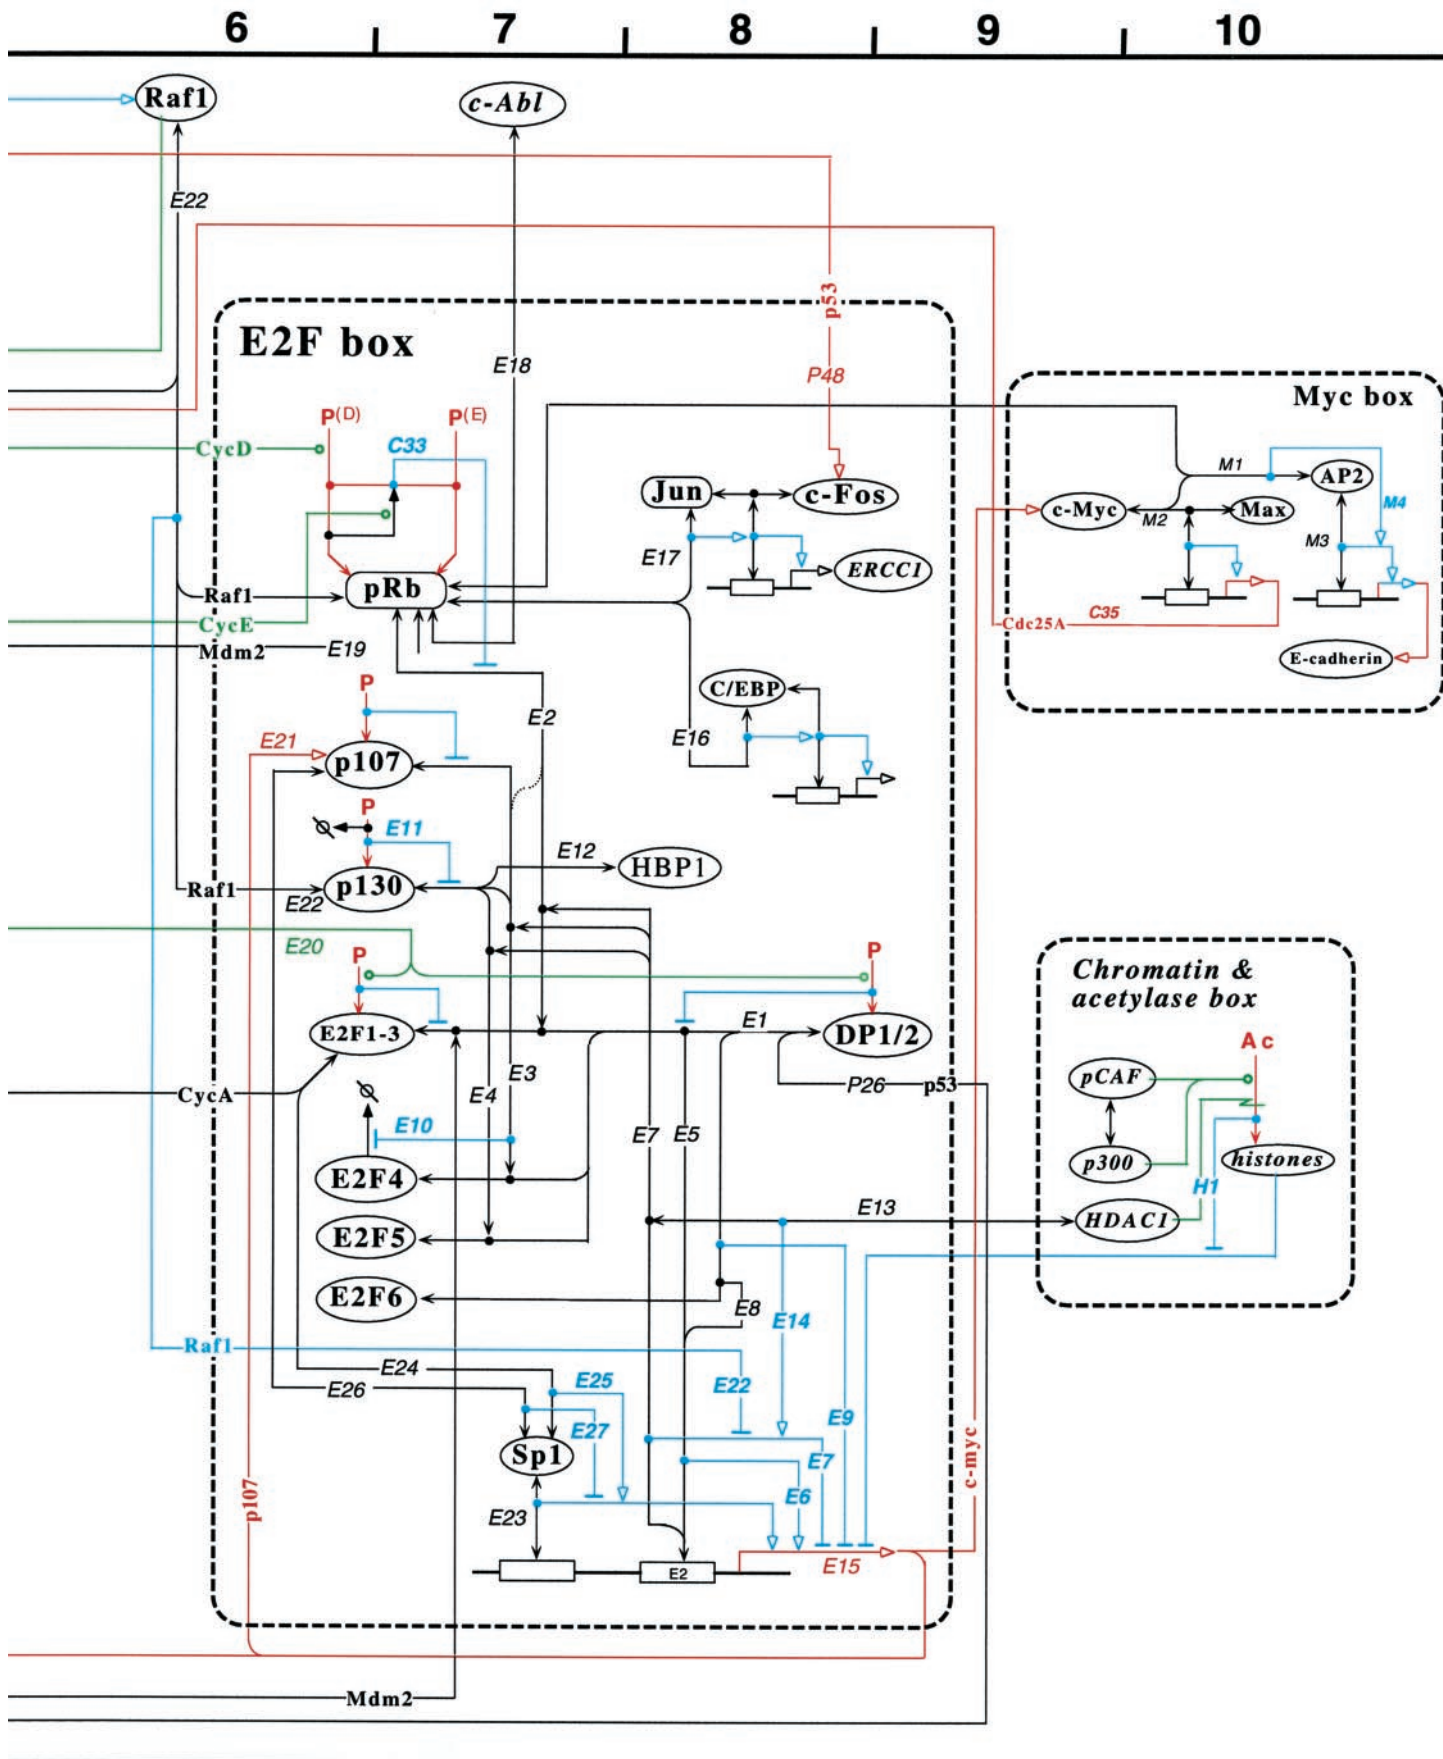 6 7 8 9 10
Raf1
c-Abl
E22
p53
E2F box
E18
P48
Myc box
P(D) P(E)
C33
CycD
M1
AP2
Jun
c-Fos
M4
c-Myc
M2
Max
E17
M3
ERCC1
pRb
Raf1
C35
CycE
Cdc25A
Mdm2 E19
E-cadherin
P
C/EBP
E2
E21
E16
p107
P
E11
E12
HBP1
p130
Raf1
E22
E20
P
P
Chromatin &
acetylase box
E1
E2F1-3
DP1/2
Ac
E3
pCAF
E4
P26 p53
CycA
E10
E7 E5
E2F4
p300
histones
H1
E13
HDAC1
E2F5
E2F6
E8
E14
Raf1
E24
E26
E25
E22
E9
E27
Sp1
c-myc
E7
E6
p107
E23
E15
E2
Mdm2